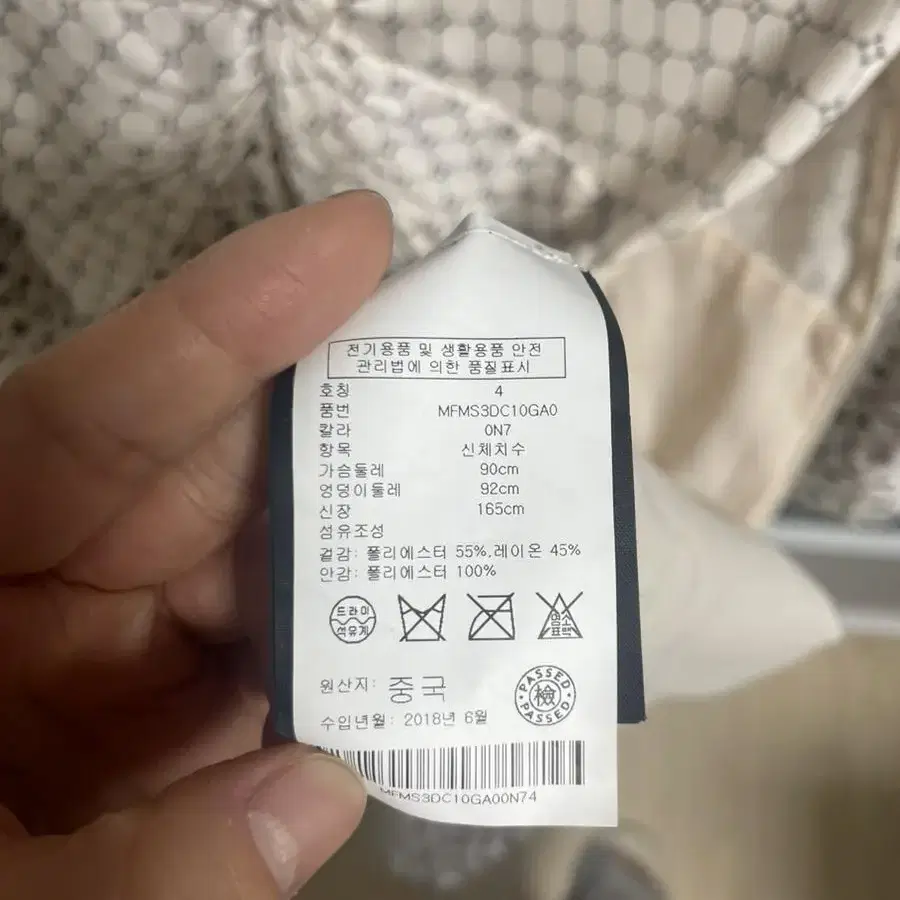 전기용품 및 생활용품 안전
관리법에 의한 품질표시
호칭 4
품번 MFMS3DC10GA0
칼라 0N7
항목 신체치수
가슴둘레 90cm
엉덩이둘레 92cm
신장 165cm
섬유조성
겉감: 폴리에스터 55%,레이온 45%
안감: 폴리에스터 100%
드라이
석유계
염소
표백
원산지: 중국
PASSED
檢
PASSED
수입년월: 2018년 6월
MFMS3DC10GA00N74